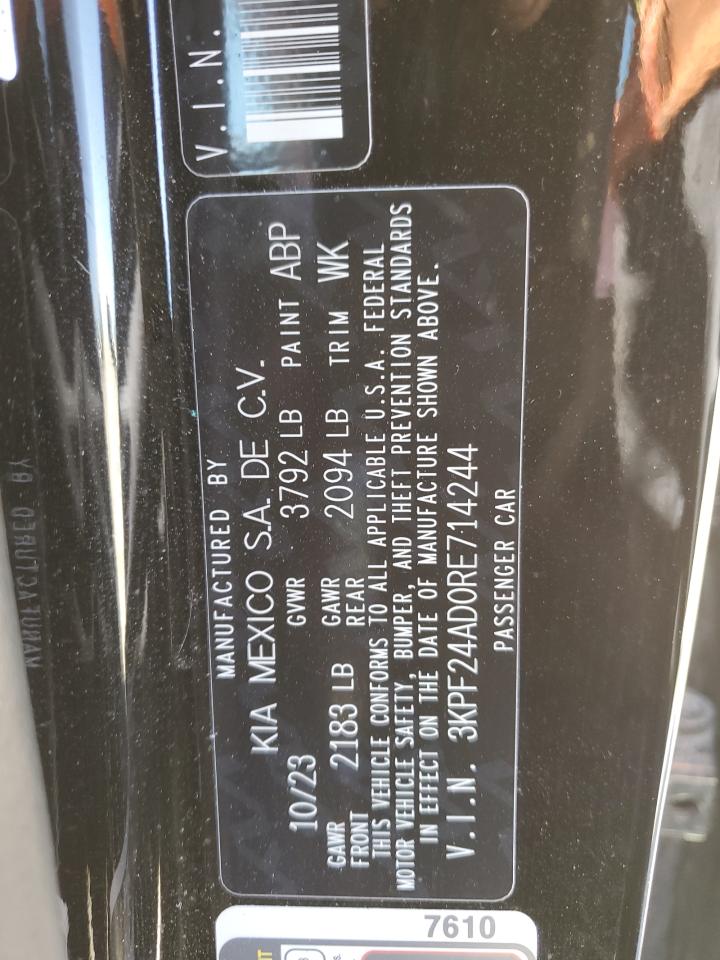 V.I.N.
MANUFACTURED BY
KIA MEXICO S.A. DE C.V.
10/23 GVWR 3792 LB PAINT ABP
GAWR FRONT 2183 LB GAWR REAR 2094 LB TRIM WK
THIS VEHICLE CONFORMS TO ALL APPLICABLE U.S.A. FEDERAL
MOTOR VEHICLE SAFETY, BUMPER, AND THEFT PREVENTION STANDARDS
IN EFFECT ON THE DATE OF MANUFACTURE SHOWN ABOVE.
V.I.N. 3KPF24AD0RE714244
PASSENGER CAR
7610